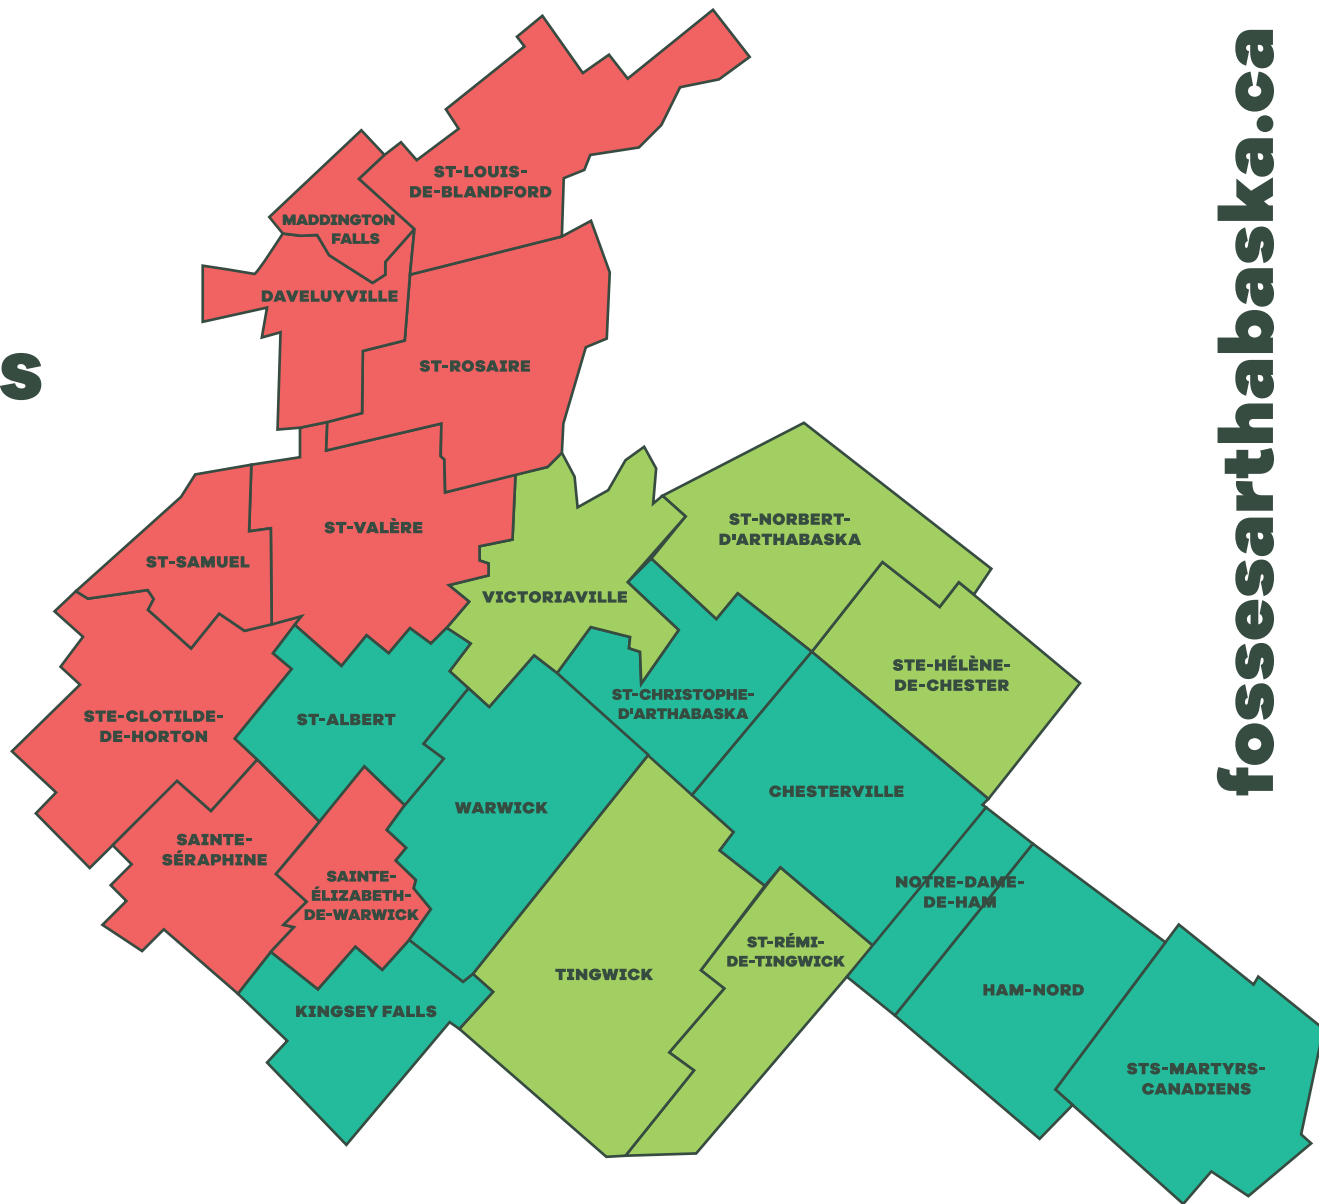 ST-LOUIS-
DE-BLANDFORD
MADDINGTON
FALLS
DAVELUYVILLE
ST-ROSAIRE
S
ST-VALÈRE
ST-SAMUEL
VICTORIAVILLE
ST-NORBERT-
D'ARTHABASKA
STE-HÉLÈNE-
DE-CHESTER
ST-CHRISTOPHE-
D'ARTHABASKA
STE-CLOTILDE-
DE-HORTON
ST-ALBERT
WARWICK
CHESTERVILLE
SAINTE-
SÉRAPHINE
SAINTE-
ÉLIZABETH-
DE-WARWICK
NOTRE-DAME-
DE-HAM
ST-RÉMI-
DE-TINGWICK
TINGWICK
HAM-NORD
KINGSEY FALLS
STS-MARTYRS-
CANADIENS
fossesarthabaska.ca